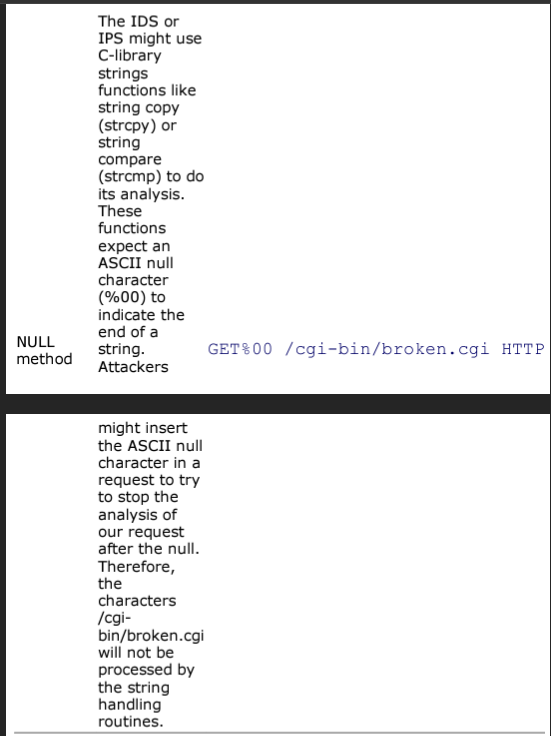 The IDS or
IPS might use
C-library
strings
functions like
string copy
(strcpy) or
string
compare
(strcmp) to do
its analysis.
These
functions
expect an
ASCII null
character
(%00) to
indicate the
end of a
NULL
method
string.
Attackers
GET%00 /cgi-bin/broken.cgi HTTP
might insert
the ASCII null
character in a
request to try
to stop the
analysis of
our request
after the null.
Therefore,
the
characters
/cgi-
bin/broken.cgi
will not be
processed by
the string
handling
routines.